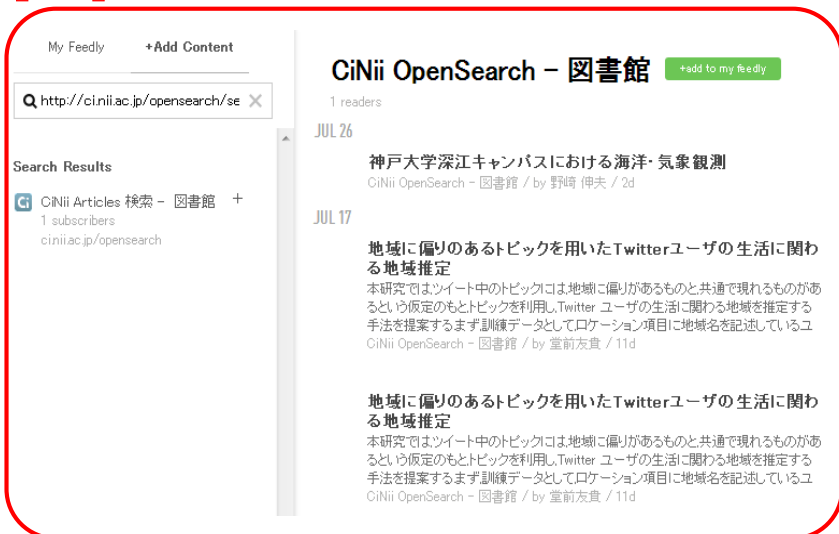 My Feedly +Add Content
http://ci.nii.ac.jp/opensearch/se
Search Results
CiNii Articles 検索 - 図書館 +
1 subscribers
ci.nii.ac.jp/opensearch
CiNii OpenSearch - 図書館 +add to my feedly
1 readers
JUL 26
神戸大学深江キャンパスにおける海洋・気象観測
CiNii OpenSearch - 図書館 / by 野崎 伸夫 / 2d
JUL 17
地域に偏りのあるトピックを用いたTwitterユーザの生活に関わ
る地域推定
本研究では,ツイート中のトピックには,地域に偏りがあるものと,共通で現れるものがあ
るという仮定のもとトピックを利用し,Twitter ユーザの生活に関わる地域を推定する
手法を提案するまず,訓練データとして,ロケーション項目に地域名を記述しているユ
CiNii OpenSearch - 図書館 / by 堂前友貴 / 11d
地域に偏りのあるトピックを用いたTwitterユーザの生活に関わ
る地域推定
本研究では,ツイート中のトピックには,地域に偏りがあるものと,共通で現れるものがあ
るという仮定のもとトピックを利用し,Twitter ユーザの生活に関わる地域を推定する
手法を提案するまず,訓練データとして,ロケーション項目に地域名を記述しているユ
CiNii OpenSearch - 図書館 / by 堂前友貴 / 11d